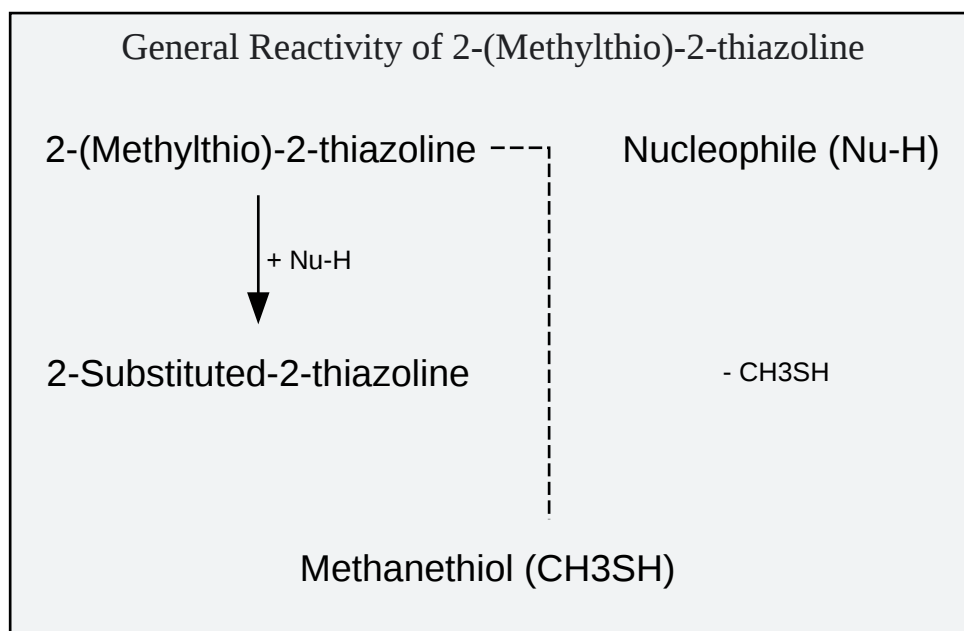 General Reactivity of 2-(Methylthio)-2-thiazoline
2-(Methylthio)-2-thiazoline
Nucleophile (Nu-H)
+ Nu-H
2-Substituted-2-thiazoline
- CH3SH
Methanethiol (CH3SH)